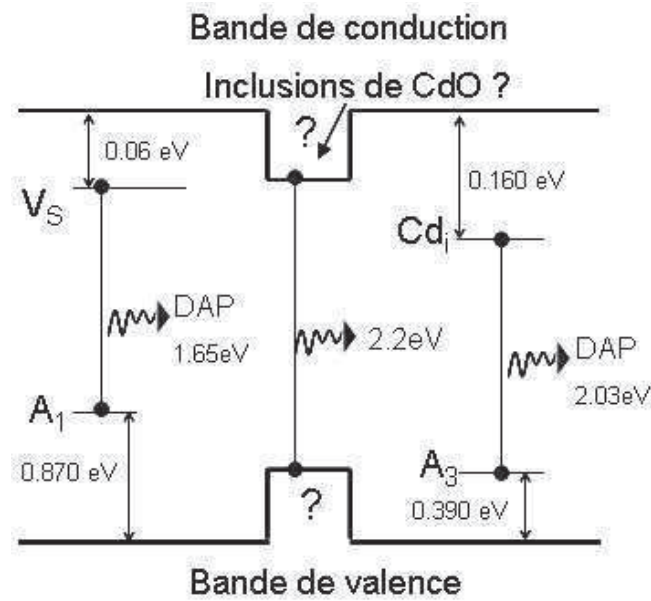 Bande de conduction
Inclusions de CdO ?
?
0.06 eV
0.160 eV
V_S
Cd_i
DAP
1.65eV
2.2eV
DAP
2.03eV
A_1
A_3
0.870 eV
?
0.390 eV
Bande de valence